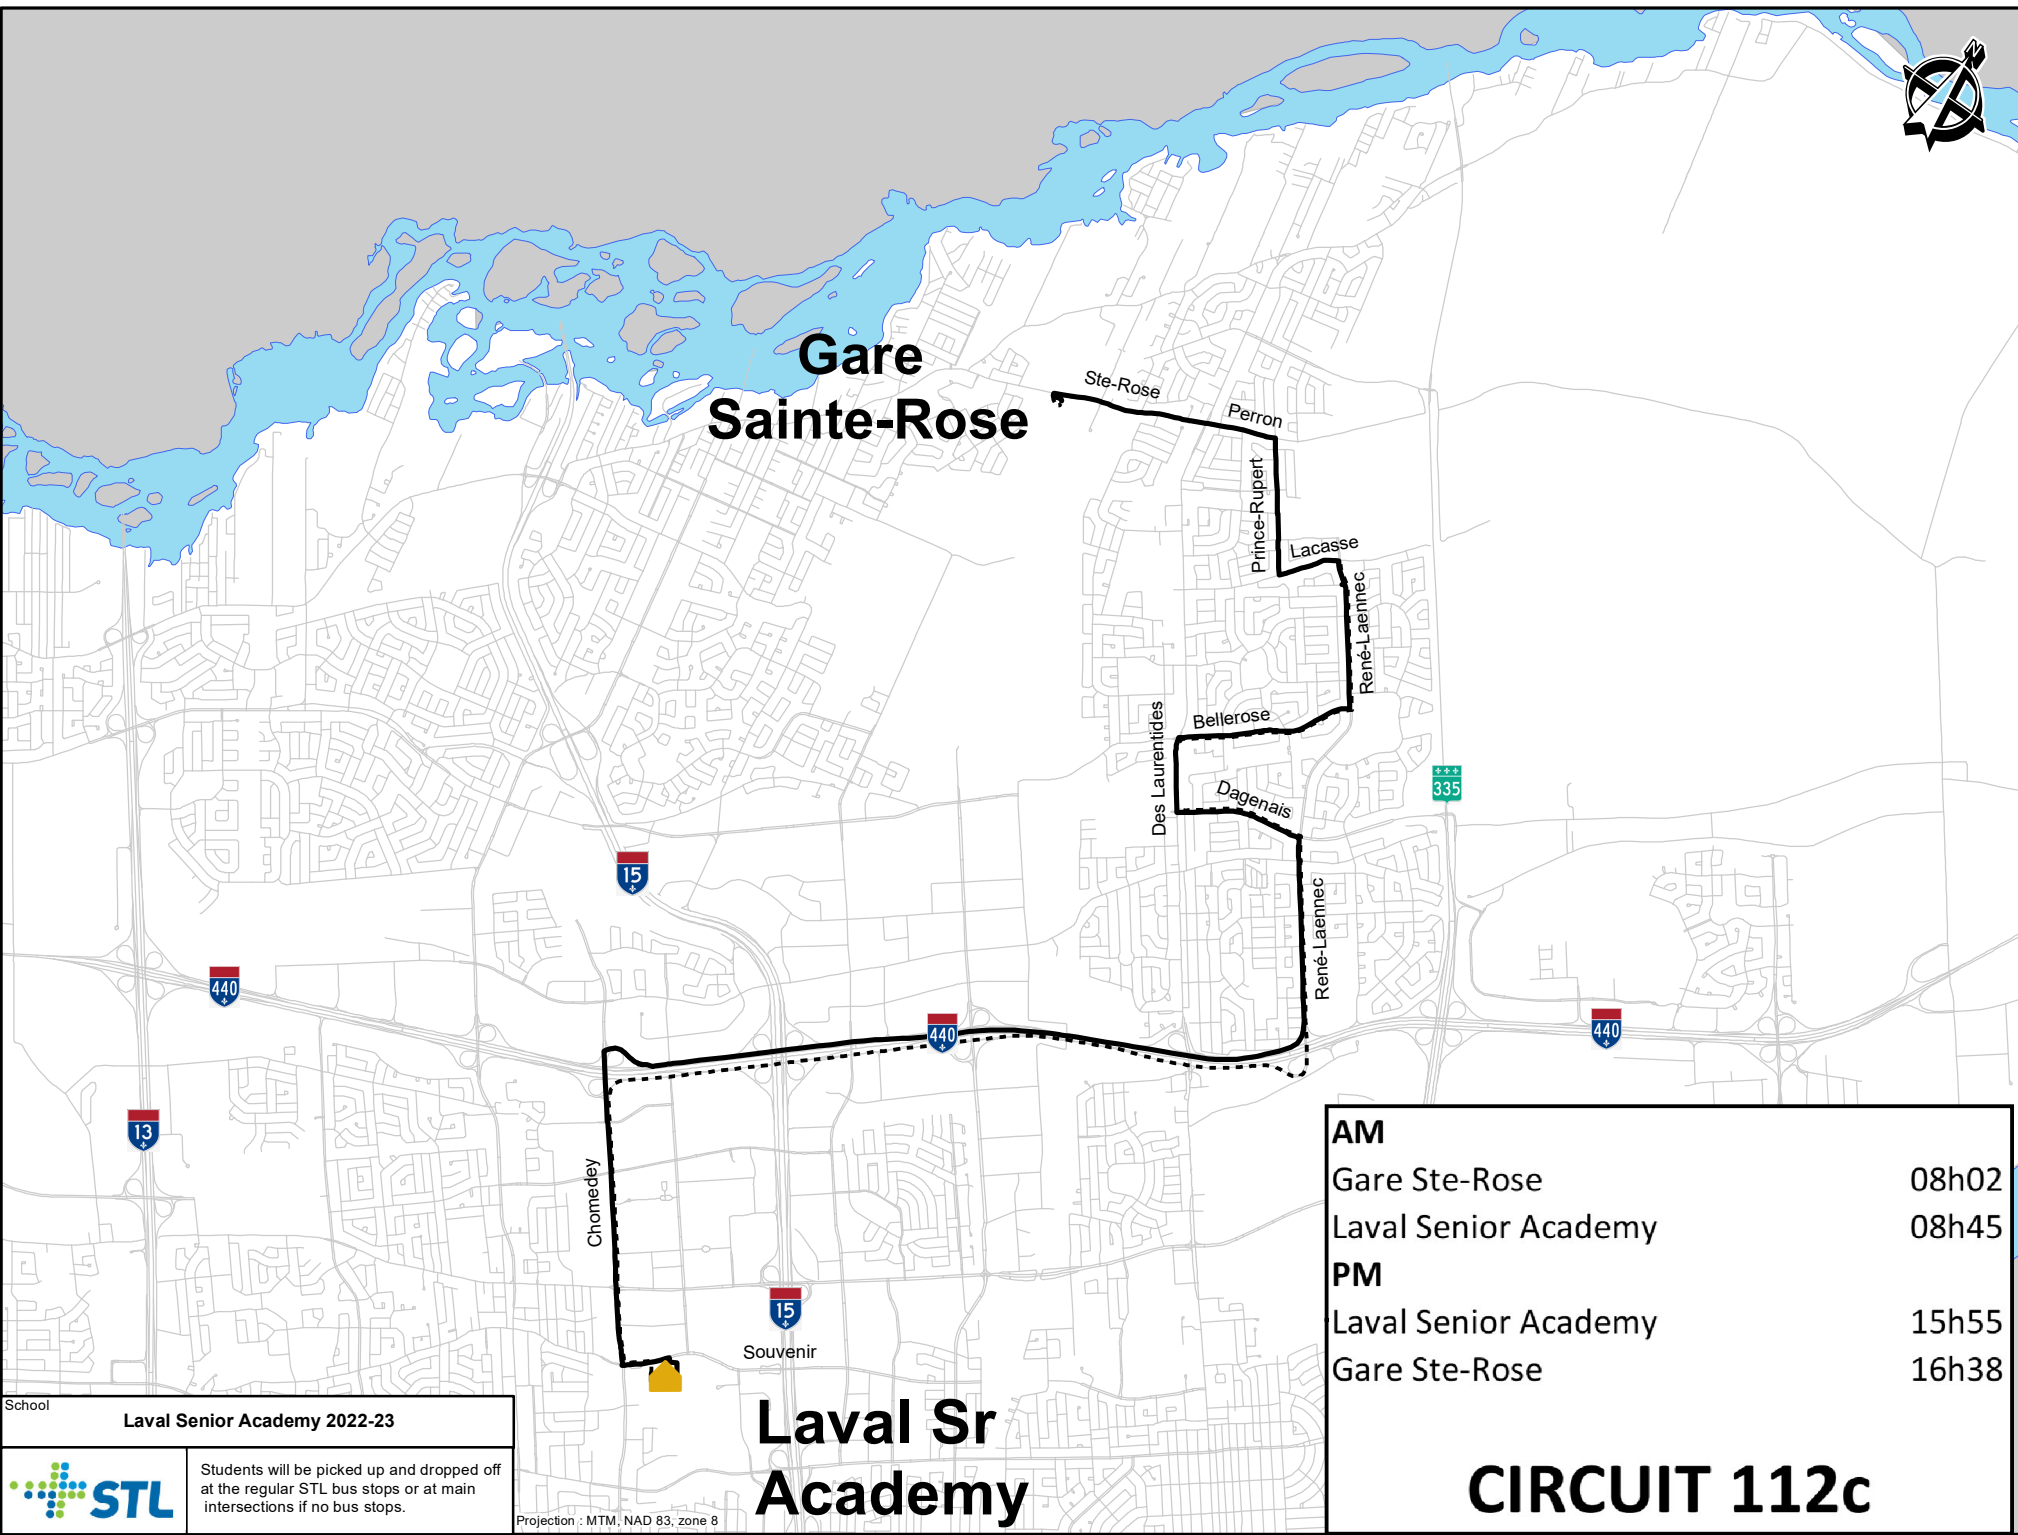 Gare
Sainte-Rose
Ste-Rose
Perron
Prince-Rupert
Lacasse
René-Laennec
Bellerose
Des Laurentides
Dagenais
335
15
René-Laennec
440
440
440
13
Chomedey
15
Souvenir
Laval Sr
Academy
AM
Gare Ste-Rose 08h02
Laval Senior Academy 08h45
PM
Laval Senior Academy 15h55
Gare Ste-Rose 16h38
CIRCUIT 112c
School
Laval Senior Academy 2022-23
STL
Students will be picked up and dropped off
at the regular STL bus stops or at main
intersections if no bus stops.
Projection : MTM, NAD 83, zone 8